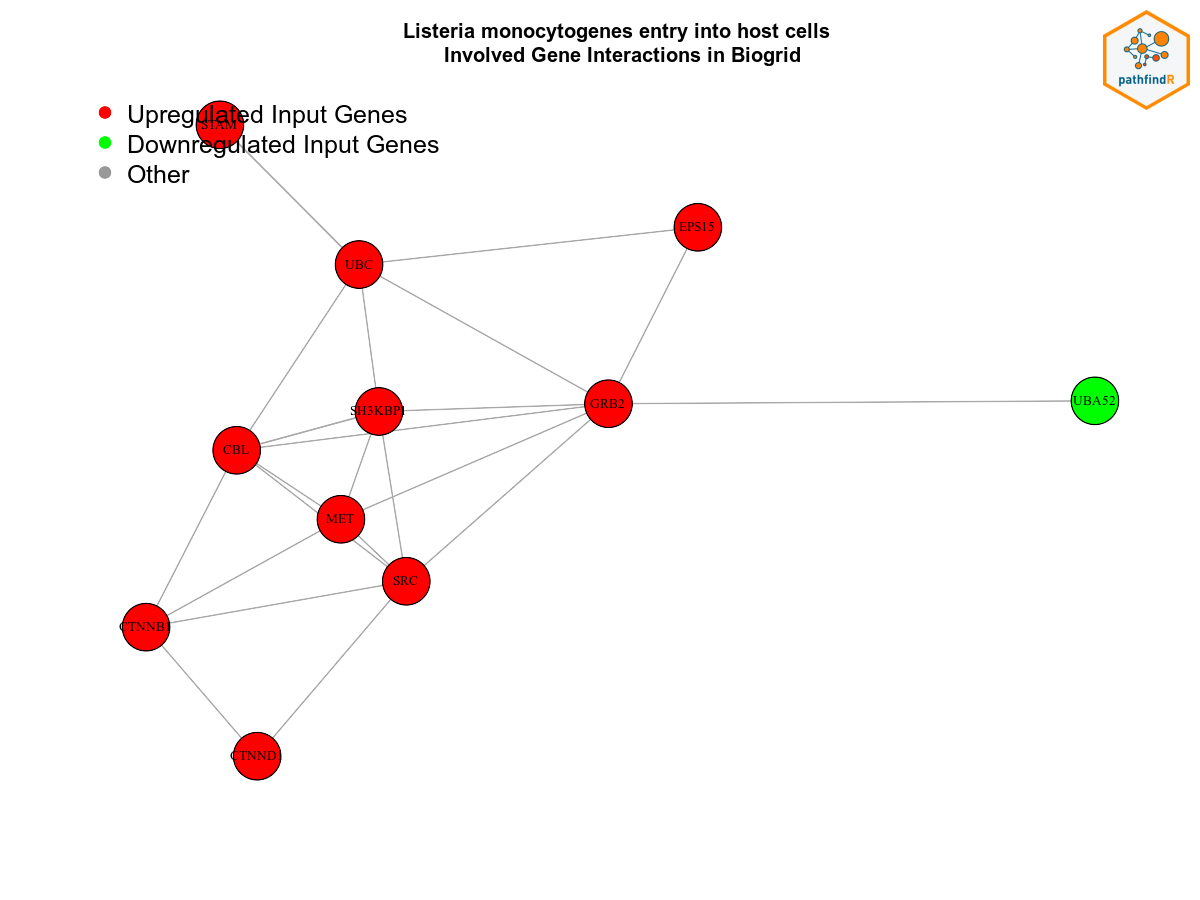 Listeria monocytogenes entry into host cells
Involved Gene Interactions in Biogrid
pathfindR
Upregulated Input Genes
STAM
Downregulated Input Genes
Other
EPS15
UBC
UBA52
GRB2
SH3KBP1
CBL
MET
SRC
CTNNB1
CTNND